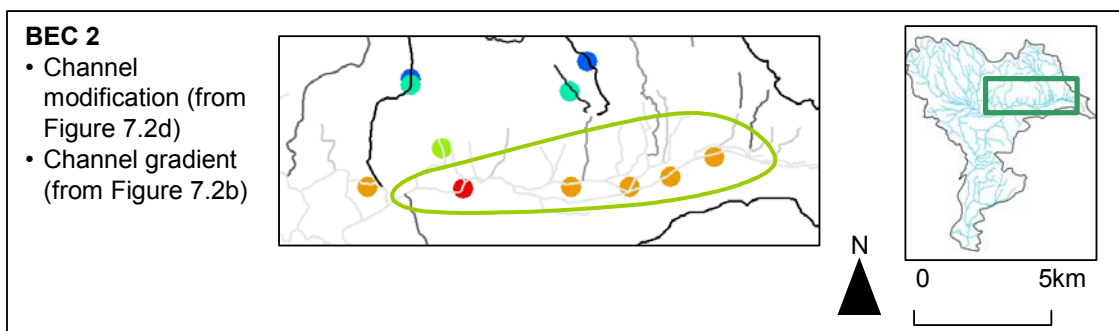 BEC 2
• Channel
modification (from
Figure 7.2d)
• Channel gradient
(from Figure 7.2b)
N
0 5km